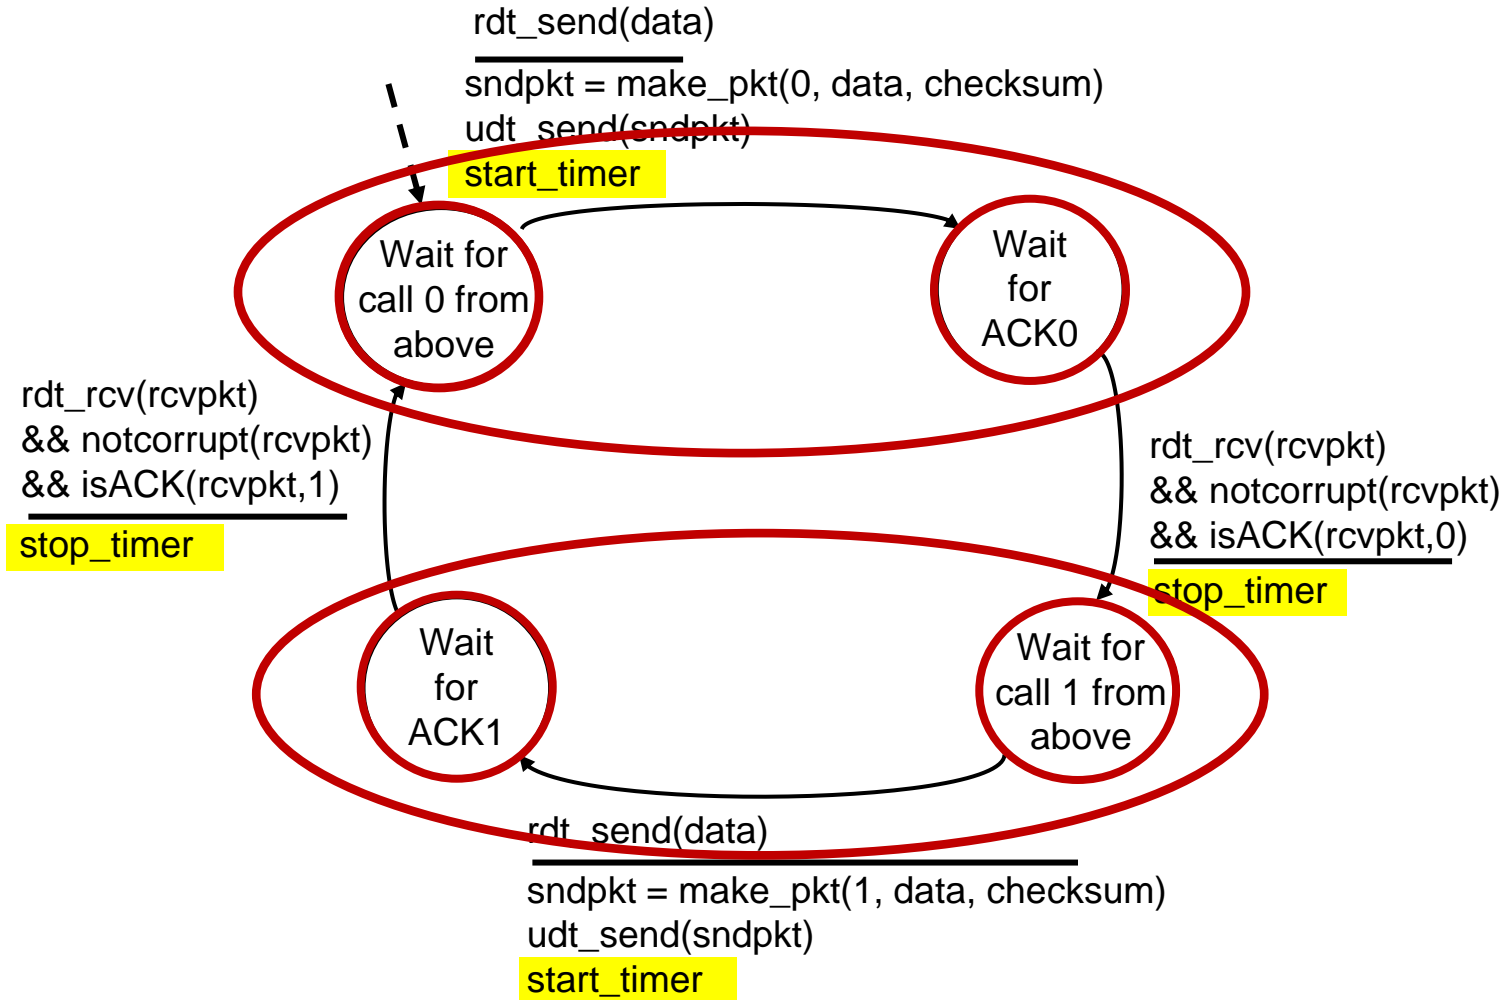 rdt_send(data)
sndpkt = make_pkt(0, data, checksum)
udt_send(sndpkt)
start_timer
Wait for
call 0 from
above
Wait
for
ACK0
rdt_rcv(rcvpkt)
&& notcorrupt(rcvpkt)
&& isACK(rcvpkt,1)
stop_timer
rdt_rcv(rcvpkt)
&& notcorrupt(rcvpkt)
&& isACK(rcvpkt,0)
stop_timer
Wait
for
ACK1
Wait for
call 1 from
above
rdt_send(data)
sndpkt = make_pkt(1, data, checksum)
udt_send(sndpkt)
start_timer